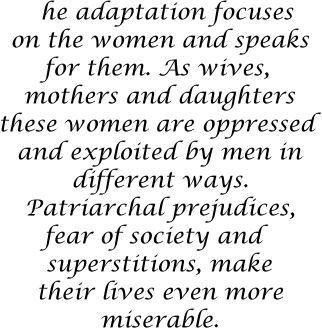 he adaptation focuses
on the women and speaks
for them. As wives,
mothers and daughters
these women are oppressed
and exploited by men in
different ways.
Patriarchal prejudices,
fear of society and
superstitions, make
their lives even more
miserable.